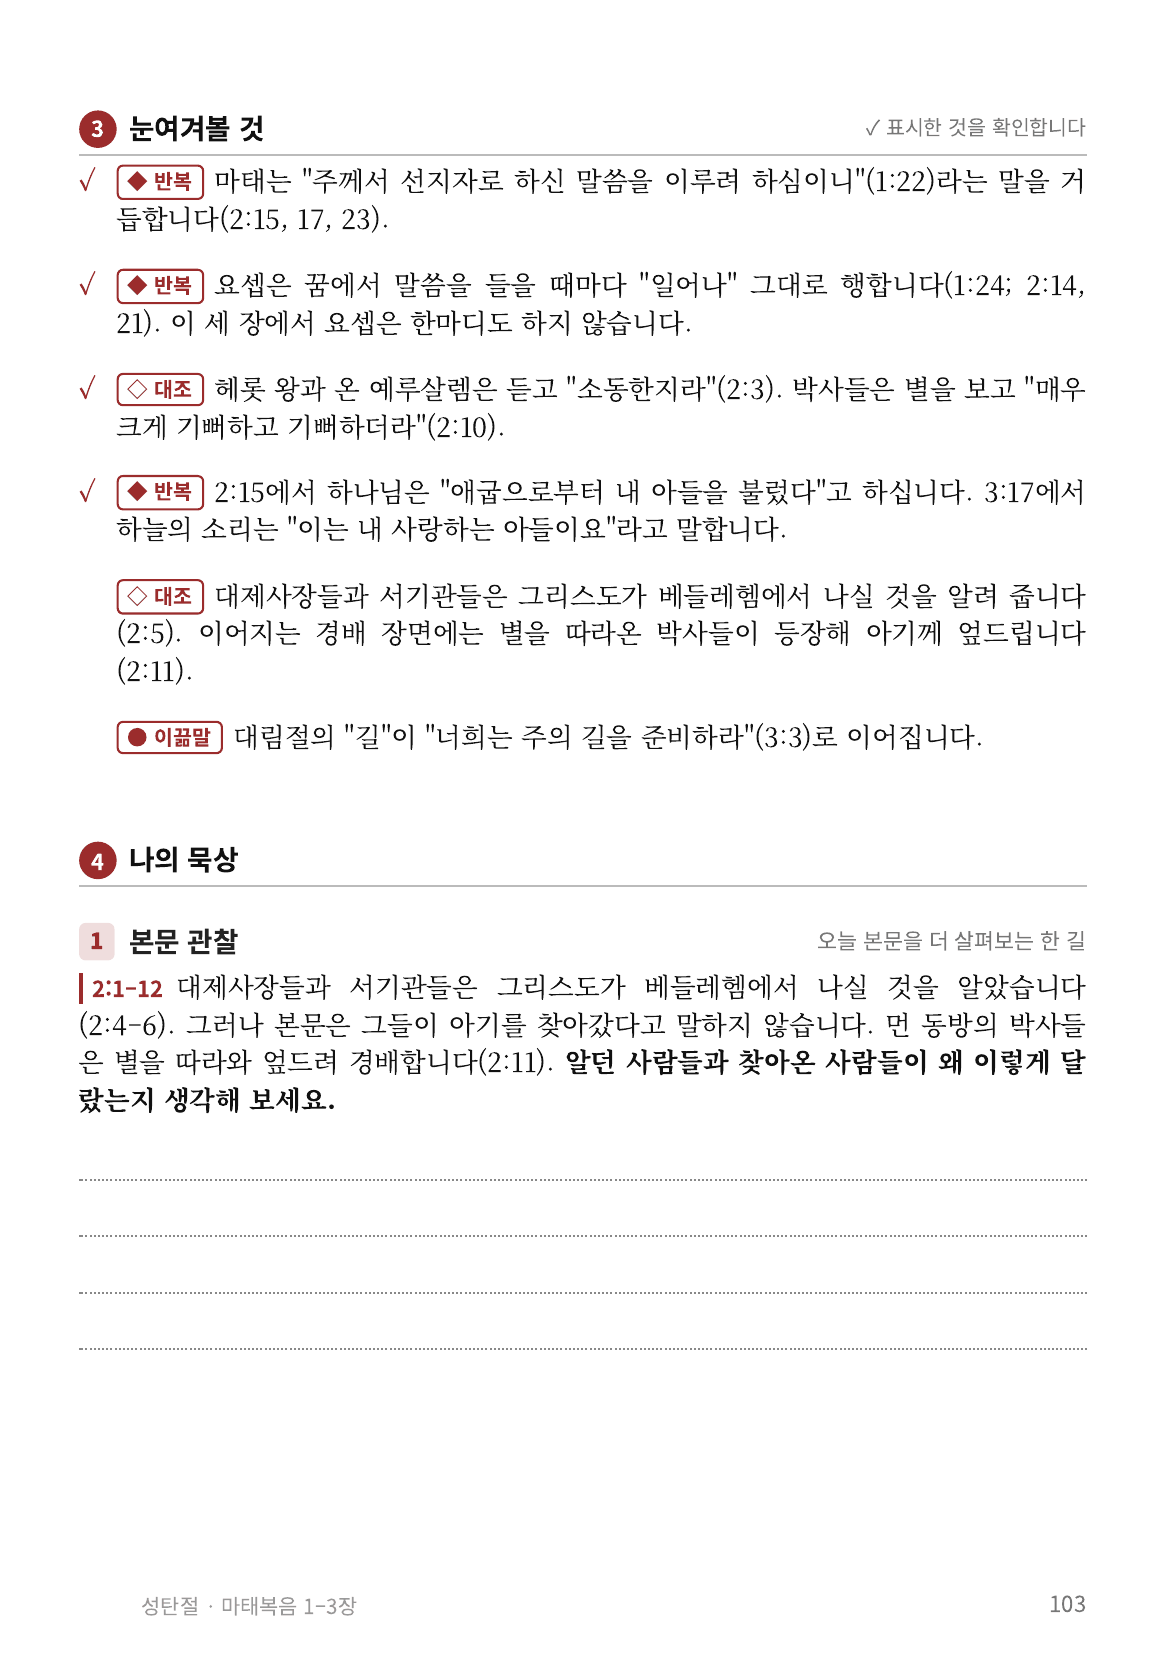 3 눈여겨볼 것
✓ 표시한 것을 확인합니다
✓ ◆ 반복 마태는 "주께서 선지자로 하신 말씀을 이루려 하심이니"(1:22)라는 말을 거
듭합니다(2:15, 17, 23).
✓ ◆ 반복 요셉은 꿈에서 말씀을 들을 때마다 "일어나" 그대로 행합니다(1:24; 2:14,
21). 이 세 장에서 요셉은 한마디도 하지 않습니다.
✓ ◇ 대조 헤롯 왕과 온 예루살렘은 듣고 "소동한지라"(2:3). 박사들은 별을 보고 "매우
크게 기뻐하고 기뻐하더라"(2:10).
✓ ◆ 반복 2:15에서 하나님은 "애굽으로부터 내 아들을 불렀다"고 하십니다. 3:17에서
하늘의 소리는 "이는 내 사랑하는 아들이요"라고 말합니다.
◇ 대조 대제사장들과 서기관들은 그리스도가 베들레헴에서 나실 것을 알려 줍니다
(2:5). 이어지는 경배 장면에는 별을 따라온 박사들이 등장해 아기께 엎드립니다
(2:11).
● 이끎말 대림절의 "길"이 "너희는 주의 길을 준비하라"(3:3)로 이어집니다.
4 나의 묵상
1 본문 관찰
오늘 본문을 더 살펴보는 한 길
2:1–12 대제사장들과 서기관들은 그리스도가 베들레헴에서 나실 것을 알았습니다
(2:4–6). 그러나 본문은 그들이 아기를 찾아갔다고 말하지 않습니다. 먼 동방의 박사들
은 별을 따라와 엎드려 경배합니다(2:11). 알던 사람들과 찾아온 사람들이 왜 이렇게 달
랐는지 생각해 보세요.
성탄절 · 마태복음 1–3장
103